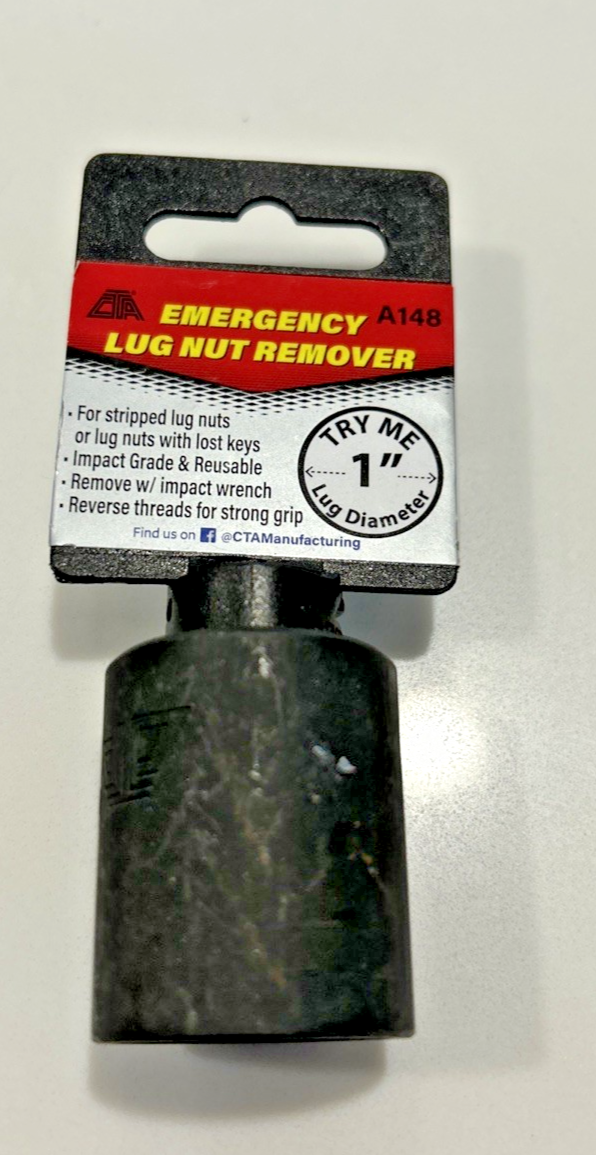 CTA
EMERGENCY A148
LUG NUT REMOVER
· For stripped lug nuts
or lug nuts with lost keys
· Impact Grade & Reusable
· Remove w/ impact wrench
· Reverse threads for strong grip
TRY ME
1”
Lug Diameter
Find us on f @CTAManufacturing